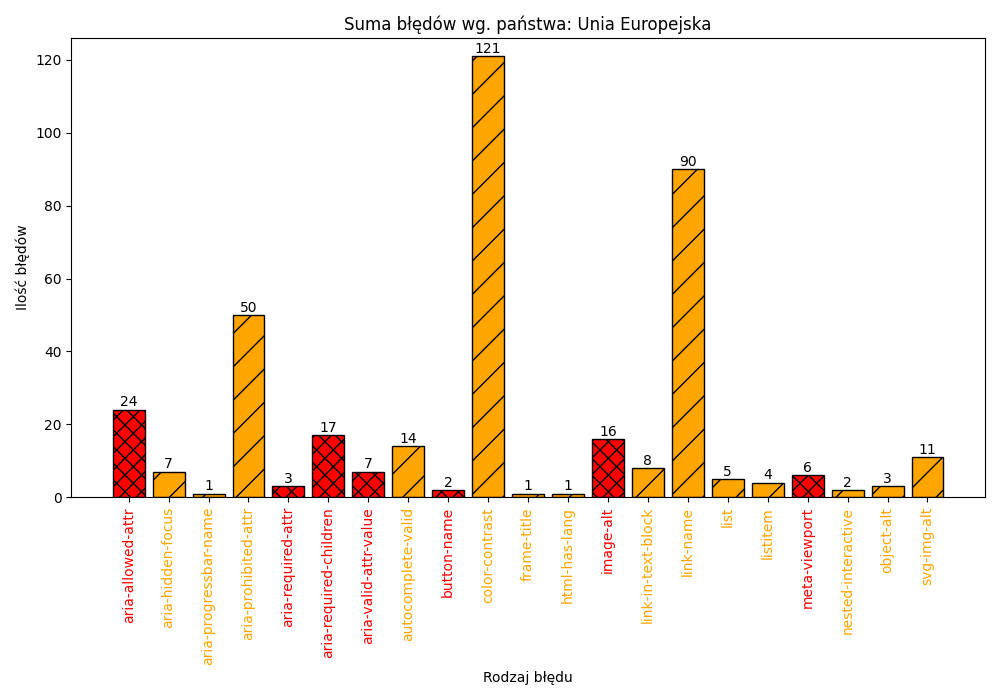 Suma błędów wg. państwa: Unia Europejska
Ilość błędów
120
100
80
60
40
20
0
24
7
1
50
3
17
7
14
2
121
1
1
16
8
90
5
4
6
2
3
11
aria-allowed-attr
aria-hidden-focus
aria-progressbar-name
aria-prohibited-attr
aria-required-attr
aria-required-children
aria-valid-attr-value
autocomplete-valid
button-name
color-contrast
frame-title
html-has-lang
image-alt
link-in-text-block
link-name
list
listitem
meta-viewport
nested-interactive
object-alt
svg-img-alt
Rodzaj błędu